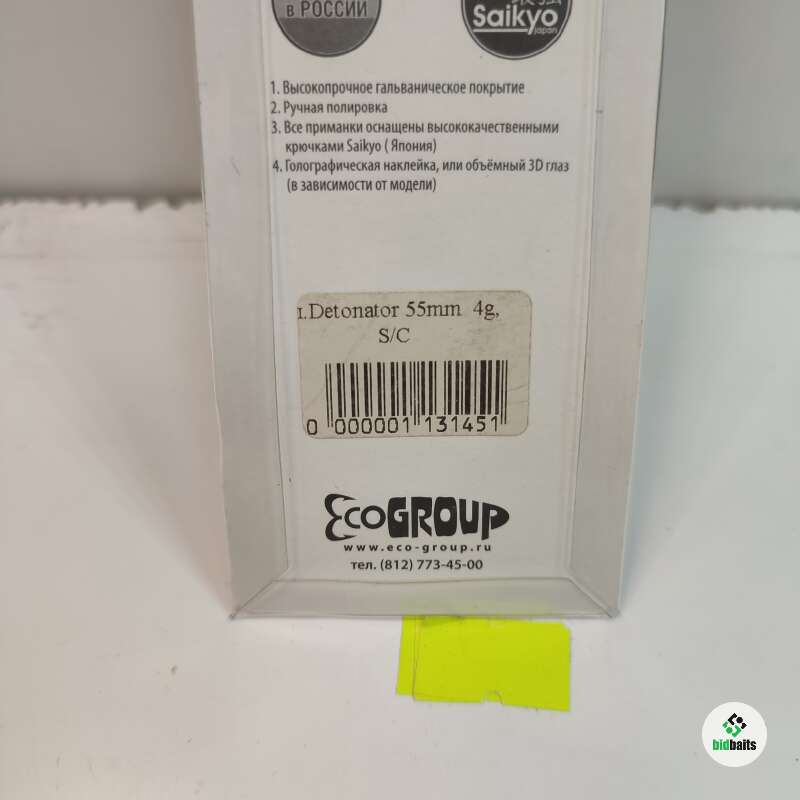 в РОССИИ
Saikyo
Japan
1. Высокопрочное гальваническое покрытие
2. Ручная полировка
3. Все приманки оснащены высококачественными
крючками Saikyo ( Япония)
4. Голографическая наклейка, или объёмный 3D глаз
(в зависимости от модели)
.Detonator 55mm 4g,
S/C
0 000001 131451
ECOGROUP
www.eco-group.ru
тел. (812) 773-45-00
bidbaits